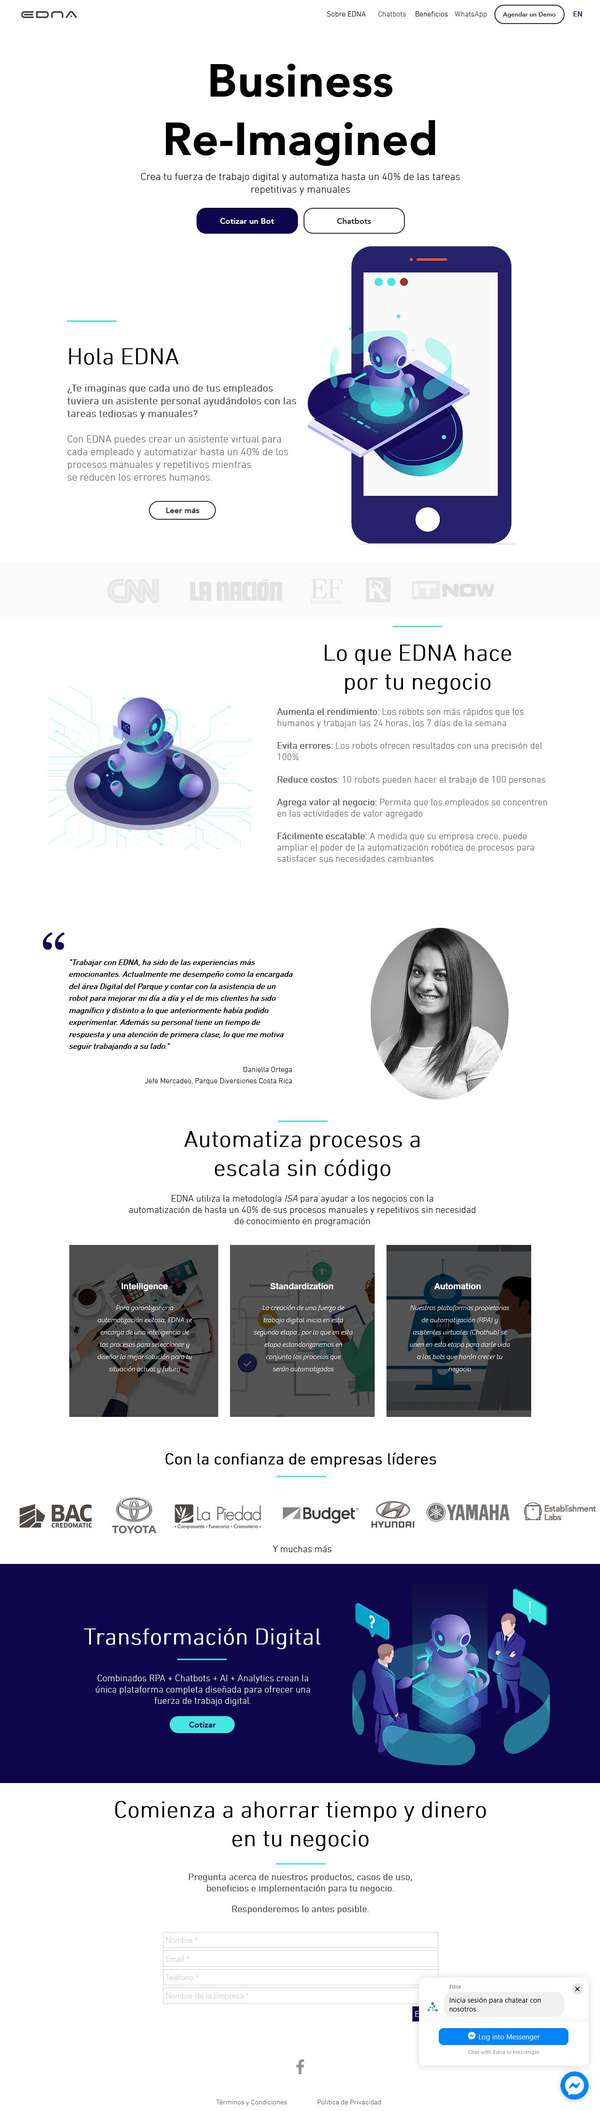 EDNA
Sobre EDNA Chatbots Beneficios WhatsApp Agendar un Demo EN
Business
Re-Imagined
Crea tu fuerza de trabajo digital y automatiza hasta un 40% de las tareas
repetitivas y manuales
Cotizar un Bot Chatbots
Hola EDNA
¿Te imaginas que cada uno de tus empleados
tuviera un asistente personal ayudándolos con las
tareas tediosas y manuales?
Con EDNA puedes crear un asistente virtual para
cada empleado y automatizar hasta un 40% de los
procesos manuales y repetitivos mientras
se reducen los errores humanos.
Leer más
CNN LA NACIÓN EF R IT NOW
Lo que EDNA hace
por tu negocio
Aumenta el rendimiento: Los robots son más rápidos que los
humanos y trabajan las 24 horas, los 7 días de la semana
Evita errores: Los robots ofrecen resultados con una precisión del
100%
Reduce costos: 10 robots pueden hacer el trabajo de 100 personas
Agrega valor al negocio: Permita que los empleados se concentren
en las actividades de valor agregado
Fácilmente escalable: A medida que su empresa crece, puede
ampliar el poder de la automatización robótica de procesos para
satisfacer sus necesidades cambiantes
“
"Trabajar con EDNA, ha sido de las experiencias más
emocionantes. Actualmente me desempeño como la encargada
del área Digital del Parque y contar con la asistencia de un
robot para mejorar mi día a día y el de mis clientes ha sido
magnífico y distinto a lo que anteriormente había podido
experimentar. Además su personal tiene un tiempo de
respuesta y una atención de primera clase, lo que me motiva
seguir trabajando a su lado."
Daniella Ortega
Jefe Mercadeo, Parque Diversiones Costa Rica
Automatiza procesos a
escala sin código
EDNA utiliza la metodología ISA para ayudar a los negocios con la
automatización de hasta un 40% de sus procesos manuales y repetitivos sin necesidad
de conocimiento en programación
Intelligence
Para garantizar una
automatización exitosa, EDNA se
encarga de una inteligencia de
los procesos para seleccionar y
diseñar la mejor solución para tu
situación actual y futura
Standardization
La creación de una fuerza de
trabajo digital inicia en esta
segunda etapa, por lo que en esta
etapa estandarizaremos en
conjunto los procesos que
serán automatizados
Automation
Nuestras plataformas propietarias
de automatización (RPA) y
asistentes virtuales (Chathub) se
unen en esta etapa para darle vida
a los bots que harán crecer tu
negocio
Con la confianza de empresas líderes
BAC
CREDOMATIC
TOYOTA
La Piedad
• Camposanto • Funeraria • Crematorio •
Budget
HYUNDAI
YAMAHA
Establishment
Labs
Y muchas más
Transformación Digital
Combinados RPA + Chatbots + AI + Analytics crean la
única plataforma completa diseñada para ofrecer una
fuerza de trabajo digital.
Cotizar
? !
Comienza a ahorrar tiempo y dinero
en tu negocio
Pregunta acerca de nuestros productos, casos de uso,
beneficios e implementación para tu negocio.
Responderemos lo antes posible.
Nombre *
Email *
Teléfono *
Nombre de la Empresa *
E
Edna
Inicia sesión para chatear con
nosotros
Log into Messenger
Chat with Edna in Messenger
f
Términos y Condiciones Política de Privacidad